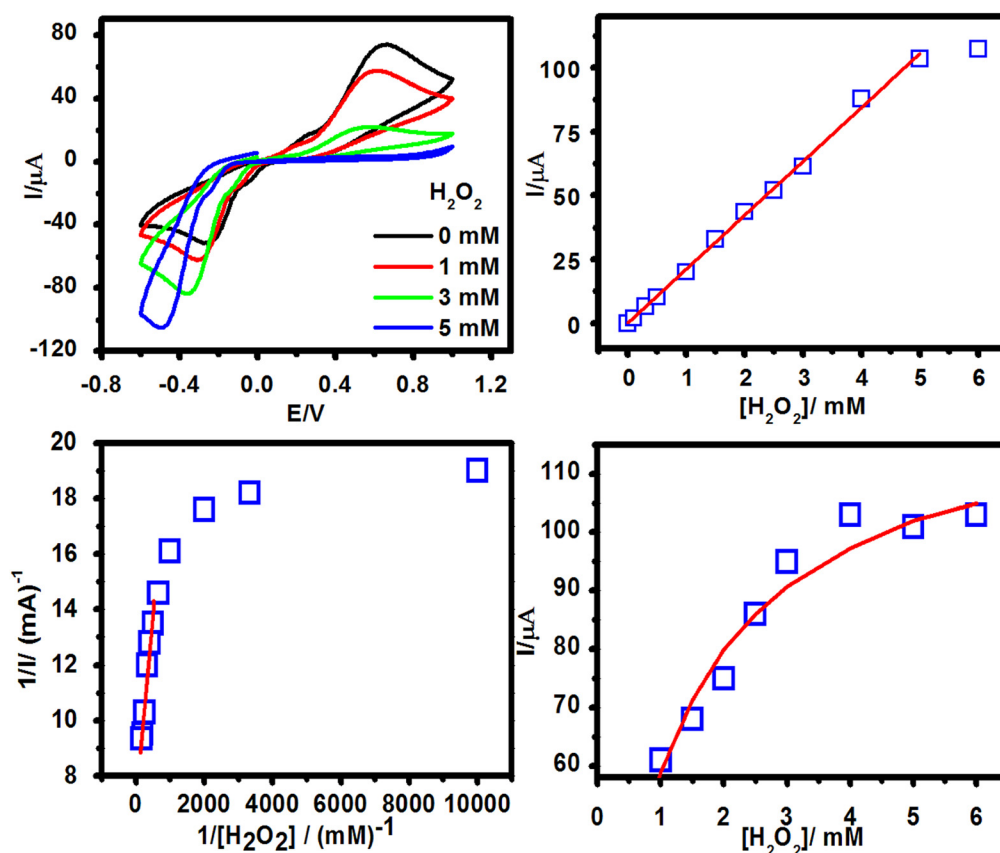 I/µA
80
40
0
-40
-80
-120
-0.8
-0.4
0.0
0.4
0.8
1.2
E/V
H₂O₂
0 mM
1 mM
3 mM
5 mM
I/µA
100
75
50
25
0
0 1 2 3 4 5 6
[H₂O₂]/ mM
1/I/ (mA)⁻¹
20
18
16
14
12
10
8
0 2000 4000 6000 8000 10000
1/[H₂O₂] / (mM)⁻¹
I/µA
110
100
90
80
70
60
0 1 2 3 4 5 6
[H₂O₂]/ mM